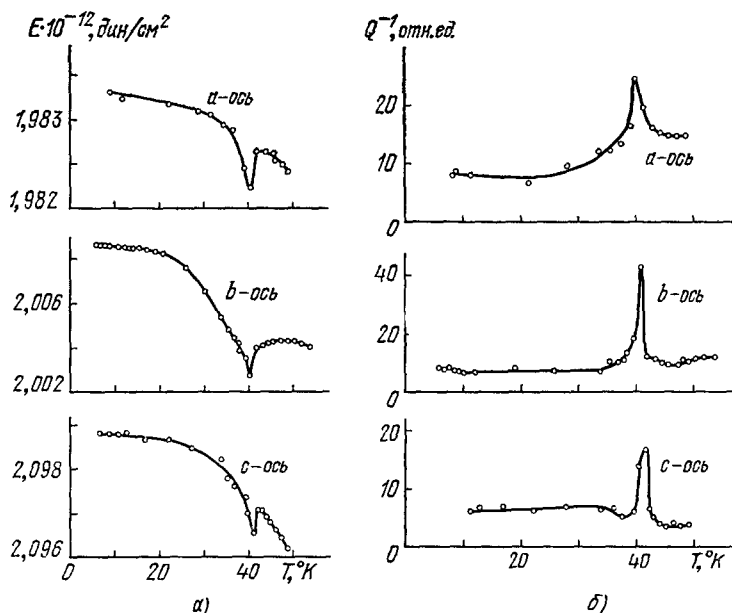 E·10⁻¹², дин/см²
Q⁻¹, отн.ед.
1,983
1,982
а-ось
20
10
0
а-ось
2,006
2,002
b-ось
40
20
0
b-ось
2,098
2,096
с-ось
20
10
0
с-ось
0 20 40 T,°K
0 20 40 T,°K
а)
б)